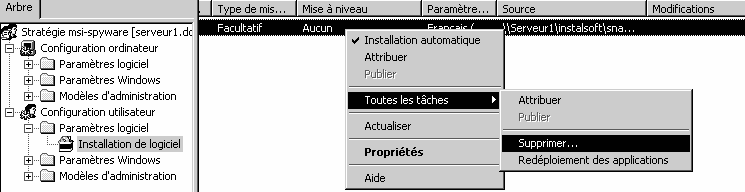 Arbre
Stratégie msi-spyware [serveur1.do
Configuration ordinateur
Paramètres logiciel
Paramètres Windows
Modèles d'administration
Configuration utilisateur
Paramètres logiciel
Installation de logiciel
Paramètres Windows
Modèles d'administration
Type de mis... Mise à niveau Paramètre... Source Modifications
Facultatif Aucun Français ( \\Serveur1\instalsoft\sna...
Installation automatique
Attribuer
Publier
Toutes les tâches
Actualiser
Propriétés
Aide
Attribuer
Publier
Supprimer...
Redéploiement des applications